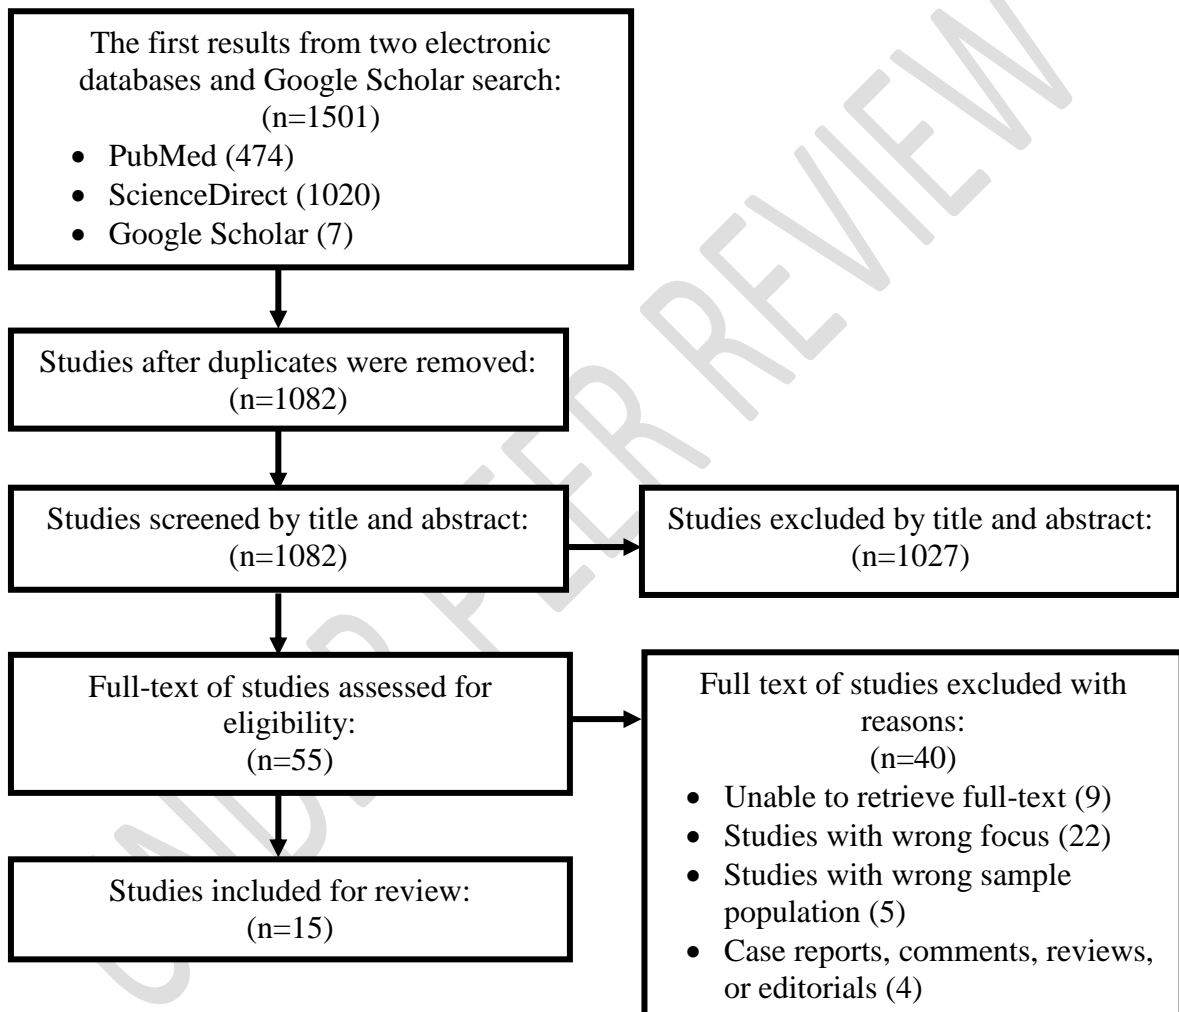 The first results from two electronic
databases and Google Scholar search:
(n=1501)
• PubMed (474)
• ScienceDirect (1020)
• Google Scholar (7)
Studies after duplicates were removed:
(n=1082)
Studies screened by title and abstract:
(n=1082)
Studies excluded by title and abstract:
(n=1027)
Full-text of studies assessed for
eligibility:
(n=55)
Full text of studies excluded with
reasons:
(n=40)
• Unable to retrieve full-text (9)
• Studies with wrong focus (22)
• Studies with wrong sample
population (5)
• Case reports, comments, reviews,
or editorials (4)
Studies included for review:
(n=15)
UNDER PEER REVIEW